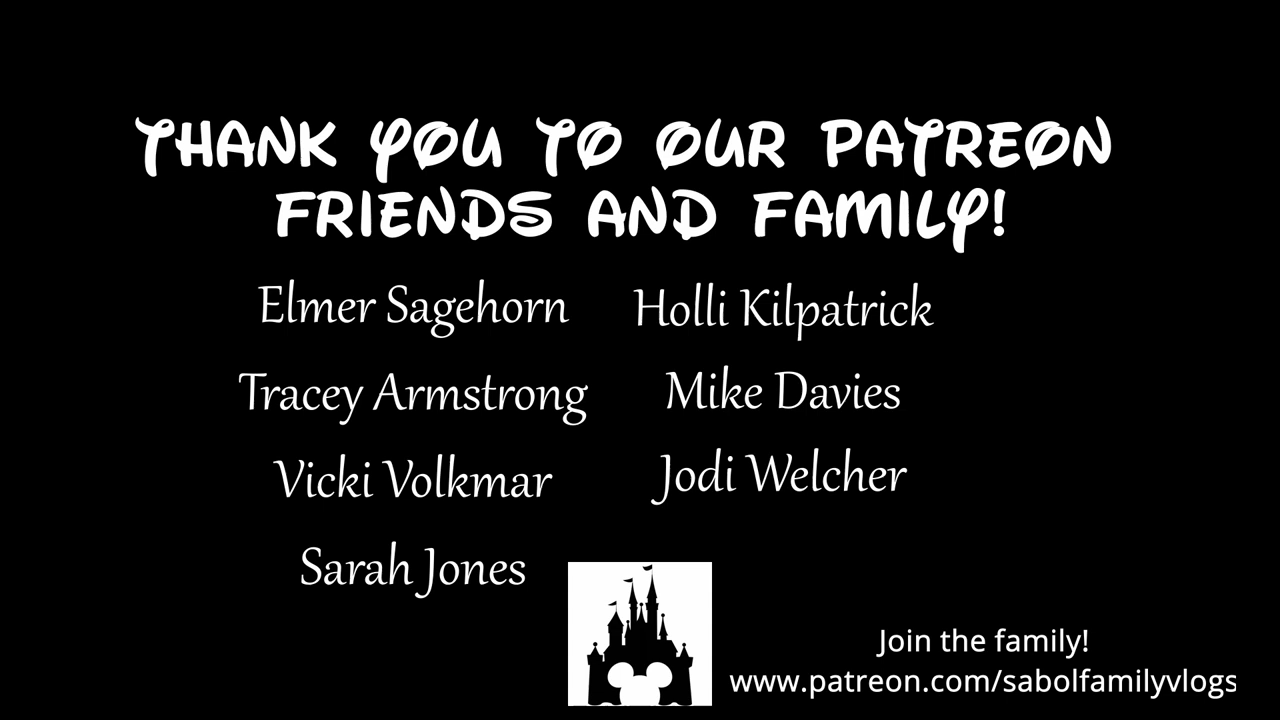 THANK YOU TO OUR PATREON
FRIENDS AND FAMILY!
Elmer Sagehorn
Holli Kilpatrick
Tracey Armstrong
Mike Davies
Vicki Volkmar
Jodi Welcher
Sarah Jones
Join the family!
www.patreon.com/sabolfamilyvlogs